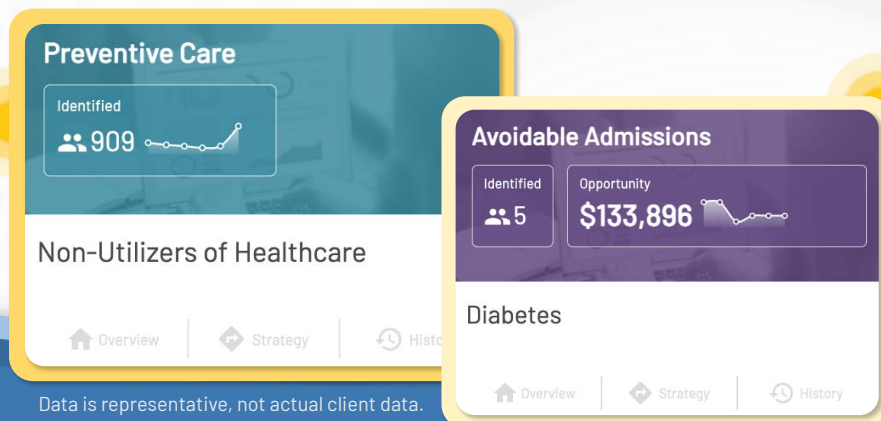 Preventive Care
Identified
909
Non-Utilizers of Healthcare
Overview
Strategy
Avoidable Admissions
Identified
5
Opportunity
$133,896
Diabetes
Overview
Strategy
History
Data is representative, not actual client data.